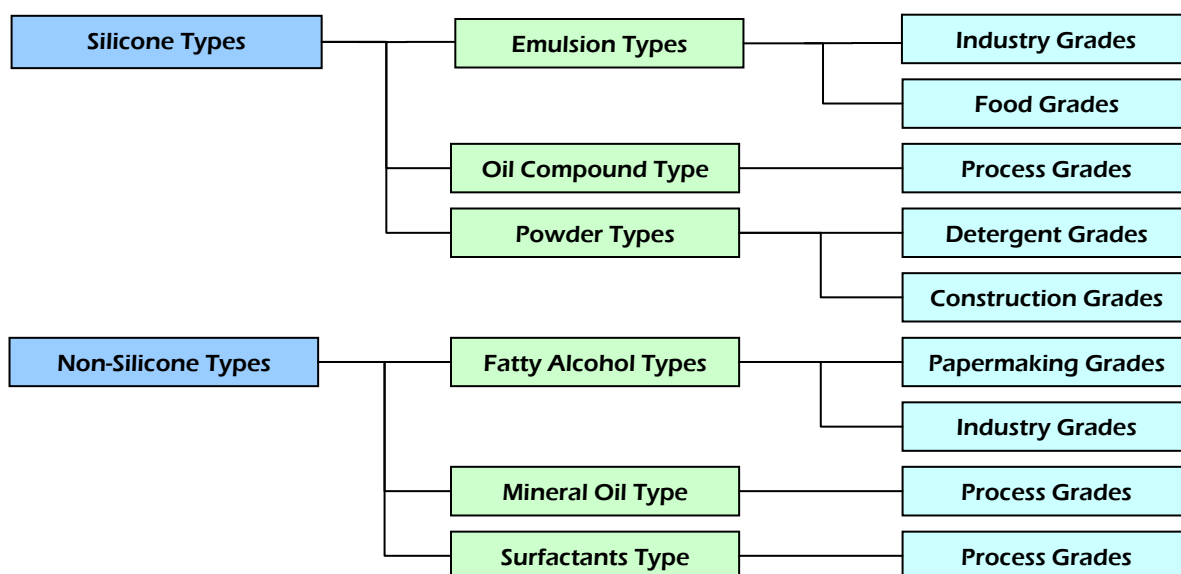 Silicone Types
Emulsion Types
Industry Grades
Food Grades
Oil Compound Type
Process Grades
Powder Types
Detergent Grades
Construction Grades
Non-Silicone Types
Fatty Alcohol Types
Papermaking Grades
Industry Grades
Mineral Oil Type
Process Grades
Surfactants Type
Process Grades